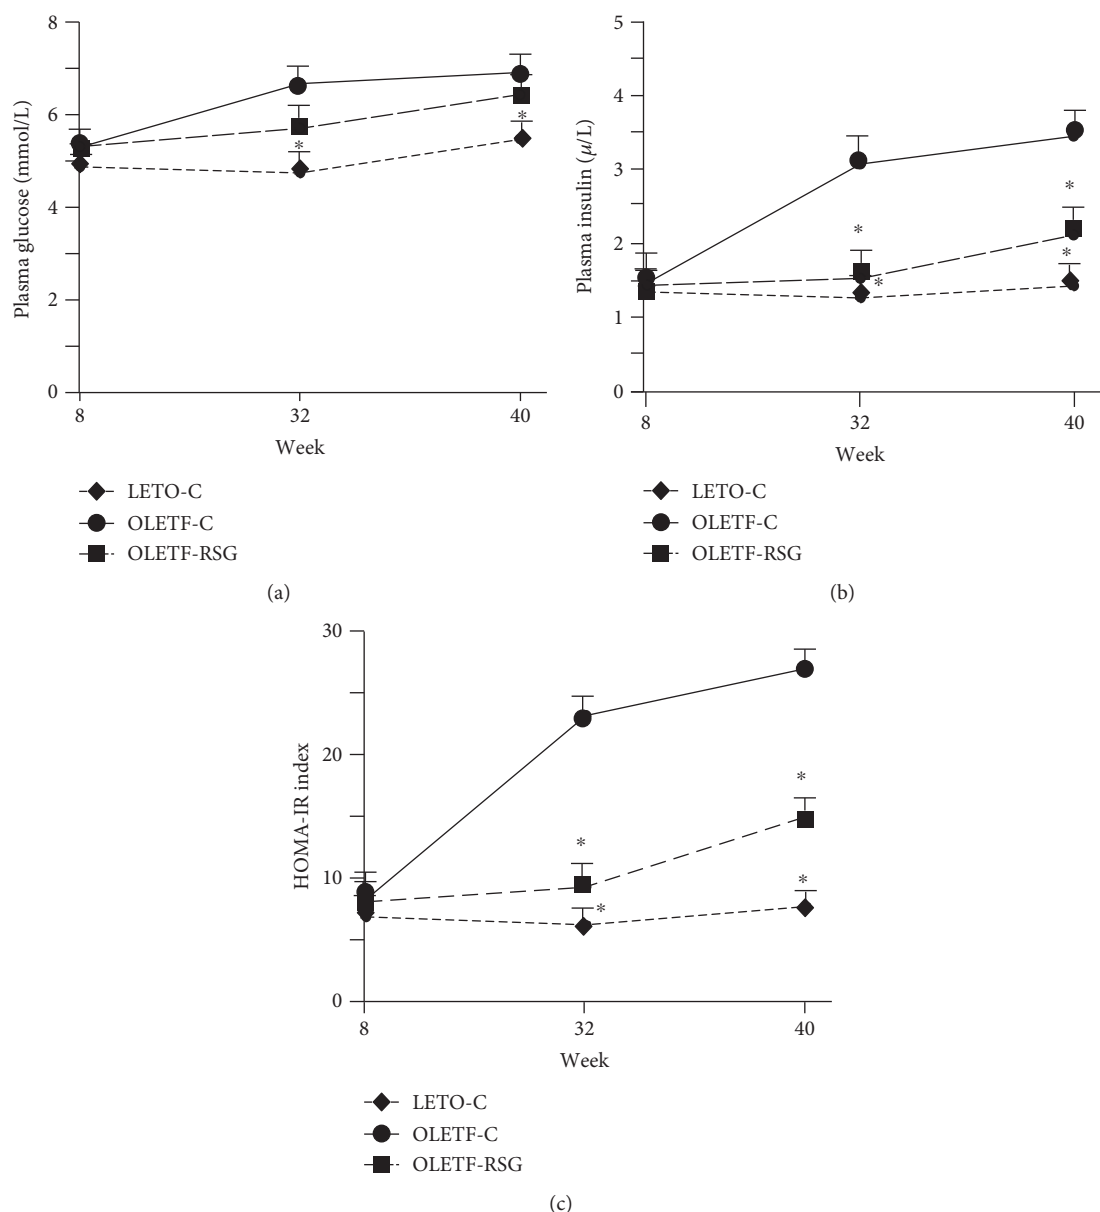 8
6
4
2
0
Plasma glucose (mmol/L)
*
*
8
32
40
Week
LETO-C
OLETF-C
OLETF-RSG
(a)
5
4
3
2
1
0
Plasma insulin (μ/L)
*
*
*
*
8
32
40
Week
LETO-C
OLETF-C
OLETF-RSG
(b)
30
20
10
0
HOMA-IR index
*
*
*
*
8
32
40
Week
LETO-C
OLETF-C
OLETF-RSG
(c)